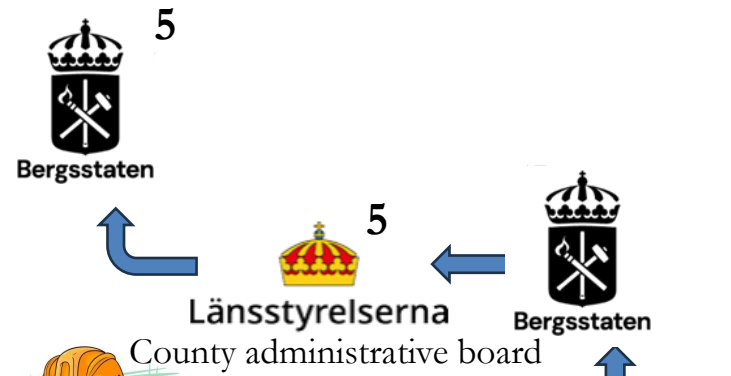 5
Bergsstaten
5
Länsstyrelserna
Bergsstaten
County administrative board